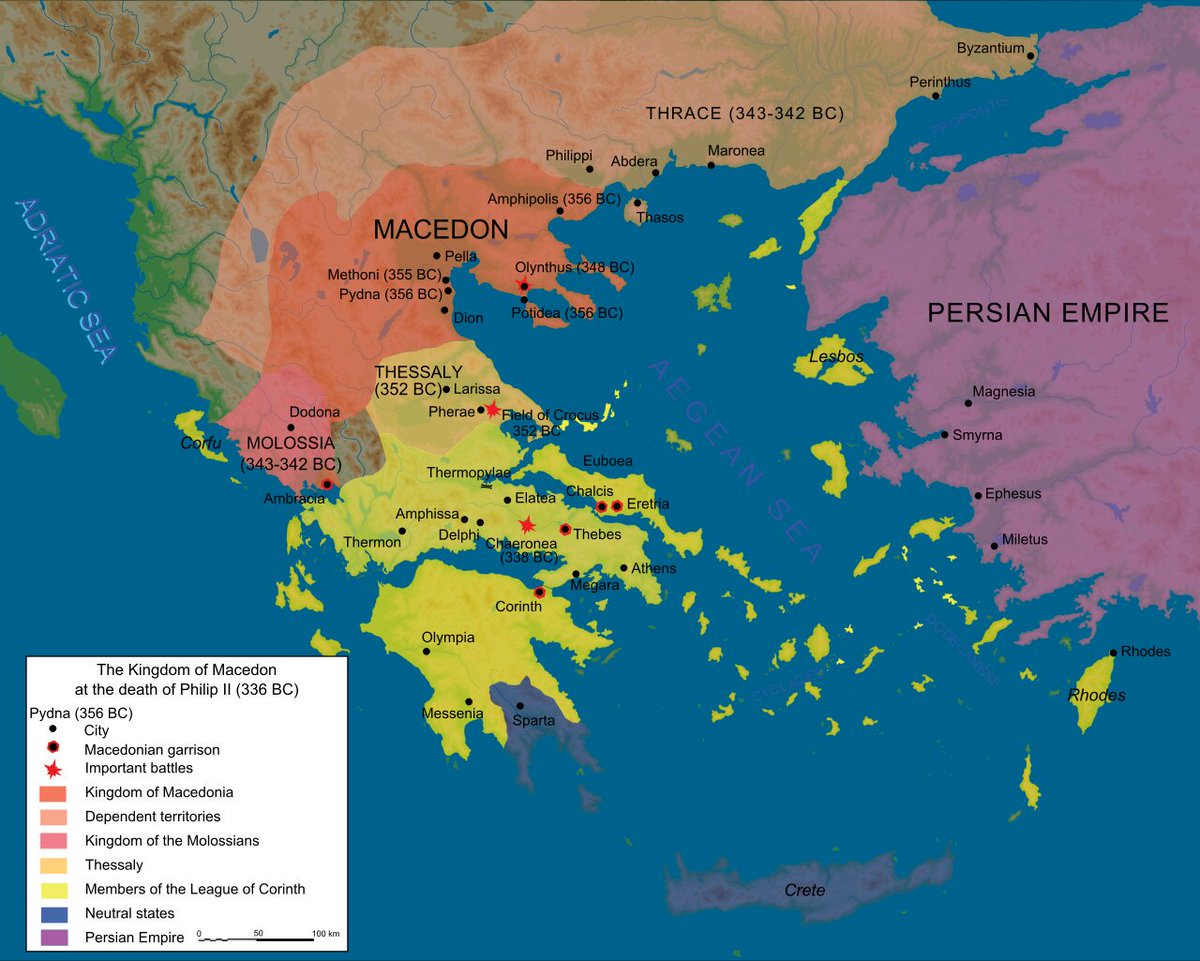 Byzantium
Perinthus
THRACE (343-342 BC)
PROPONTIS
Philippi
Abdera
Maronea
Amphipolis (356 BC)
Thasos
ADRIATIC SEA
MACEDON
Pella
Methoni (355 BC)
Olynthus (348 BC)
Pydna (356 BC)
Potidea (356 BC)
Dion
PERSIAN EMPIRE
Lesbos
AEGEAN SEA
THESSALY
(352 BC)
Larissa
Magnesia
Pherae
Field of Crocus
352 BC
Dodona
Corfu
MOLOSSIA
(343-342 BC)
Smyrna
Thermopylae
Euboea
Ambracia
Elatea
Chalcis
Eretria
Ephesus
Amphissa
Delphi
Thermon
Chaeronea
(338 BC)
Thebes
Miletus
Athens
Megara
Corinth
Olympia
DODECANESE
Rhodes
CYCLADES
Rhodes
Messenia
Sparta
Crete
The Kingdom of Macedon
at the death of Philip II (336 BC)
Pydna (356 BC)
City
Macedonian garrison
Important battles
Kingdom of Macedonia
Dependent territories
Kingdom of the Molossians
Thessaly
Members of the League of Corinth
Neutral states
Persian Empire
0 50 100 km